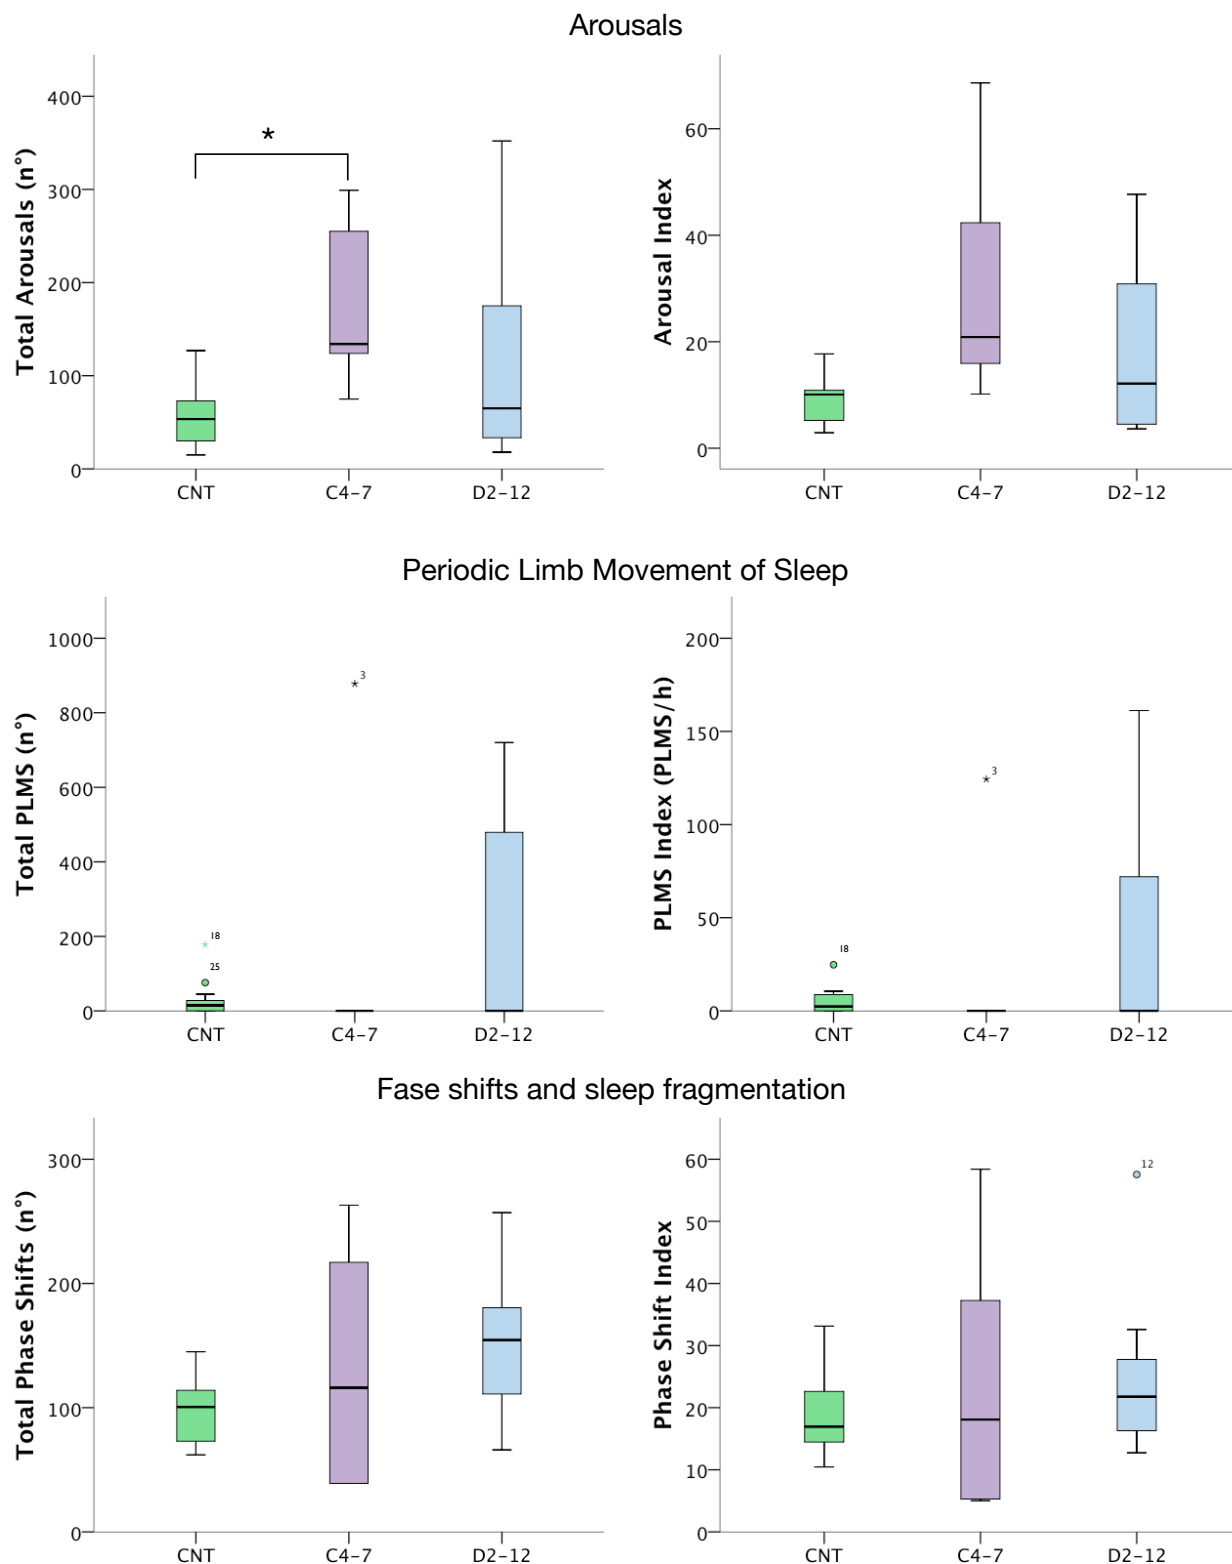 Arousals
Total Arousals (n°)
400
300
200
100
0
*
CNT C4-7 D2-12
Arousal Index
60
40
20
0
CNT C4-7 D2-12
Periodic Limb Movement of Sleep
Total PLMS (n°)
1000
800
600
400
200
0
18
25
3
CNT C4-7 D2-12
PLMS Index (PLMS/h)
200
150
100
50
0
18
3
CNT C4-7 D2-12
Fase shifts and sleep fragmentation
Total Phase Shifts (n°)
300
200
100
0
CNT C4-7 D2-12
Phase Shift Index
60
50
40
30
20
10
0
12
CNT C4-7 D2-12